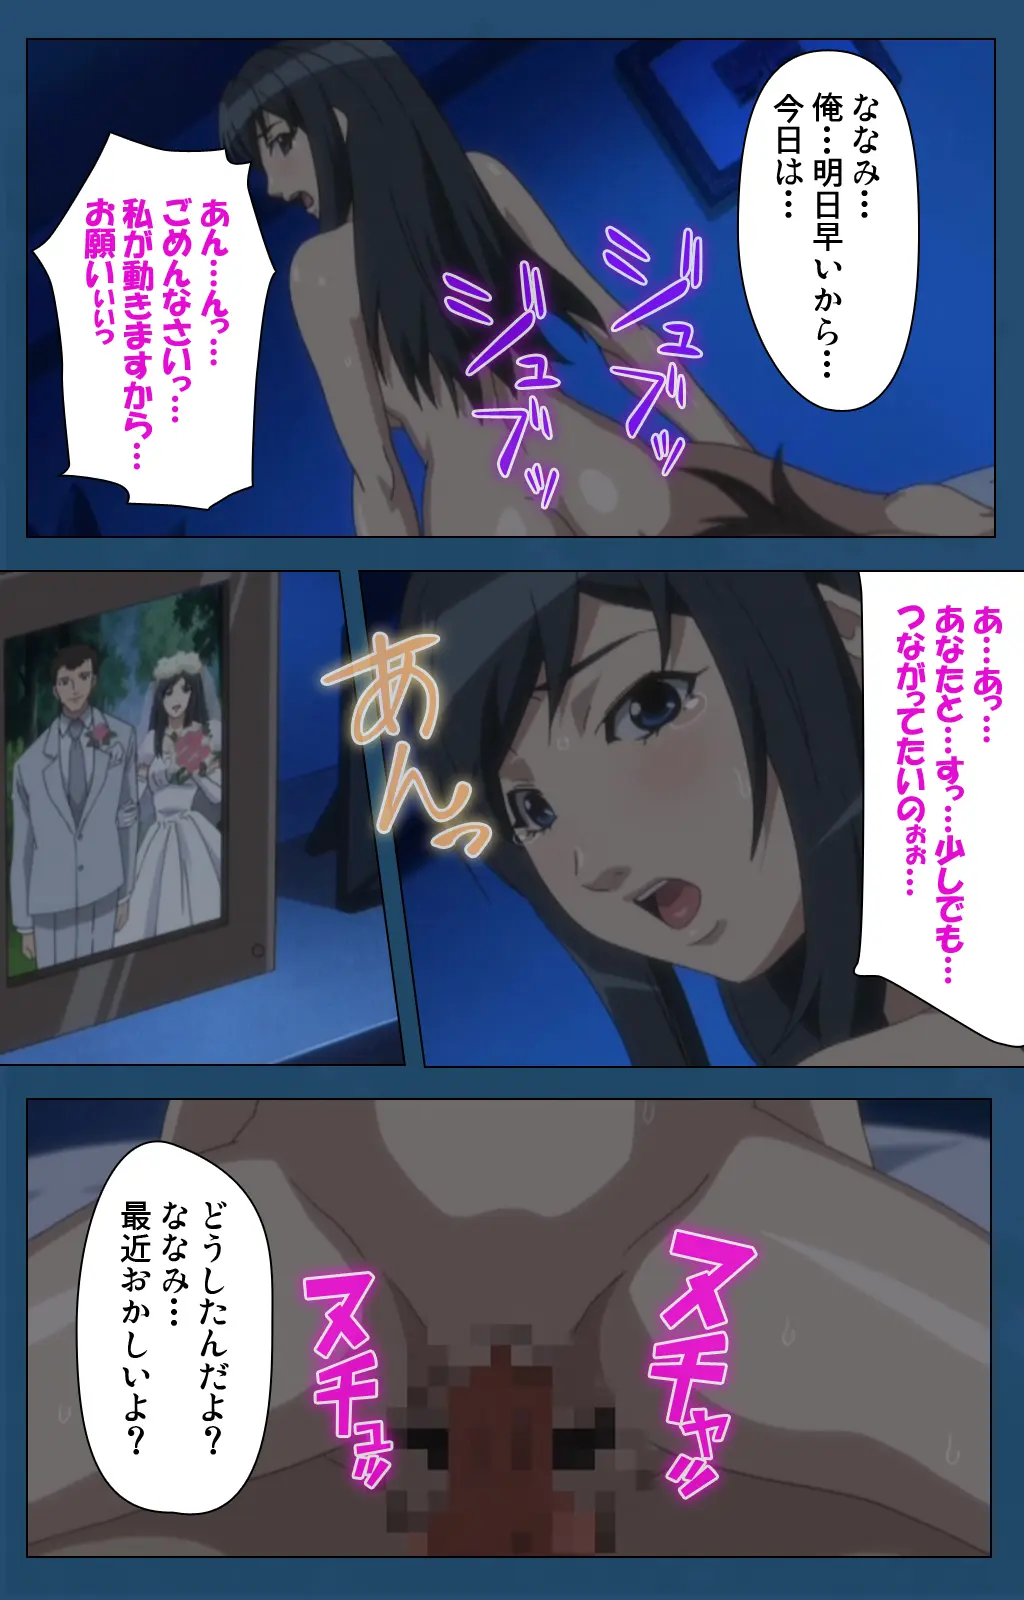 ななみ…
俺…明日早いから…
今日は…
ジュブッ
ジュブッ
あん…んっ…
ごめんなさいっ…
私が動きますから…
お願いぃぃっ
あ…あっ…
あなたと…すっ…少しでも…
つながってたいのぉぉ…
あんっ
ヌチャッ
ヌチュッ
どうしたんだよ？
ななみ…
最近おかしいよ？